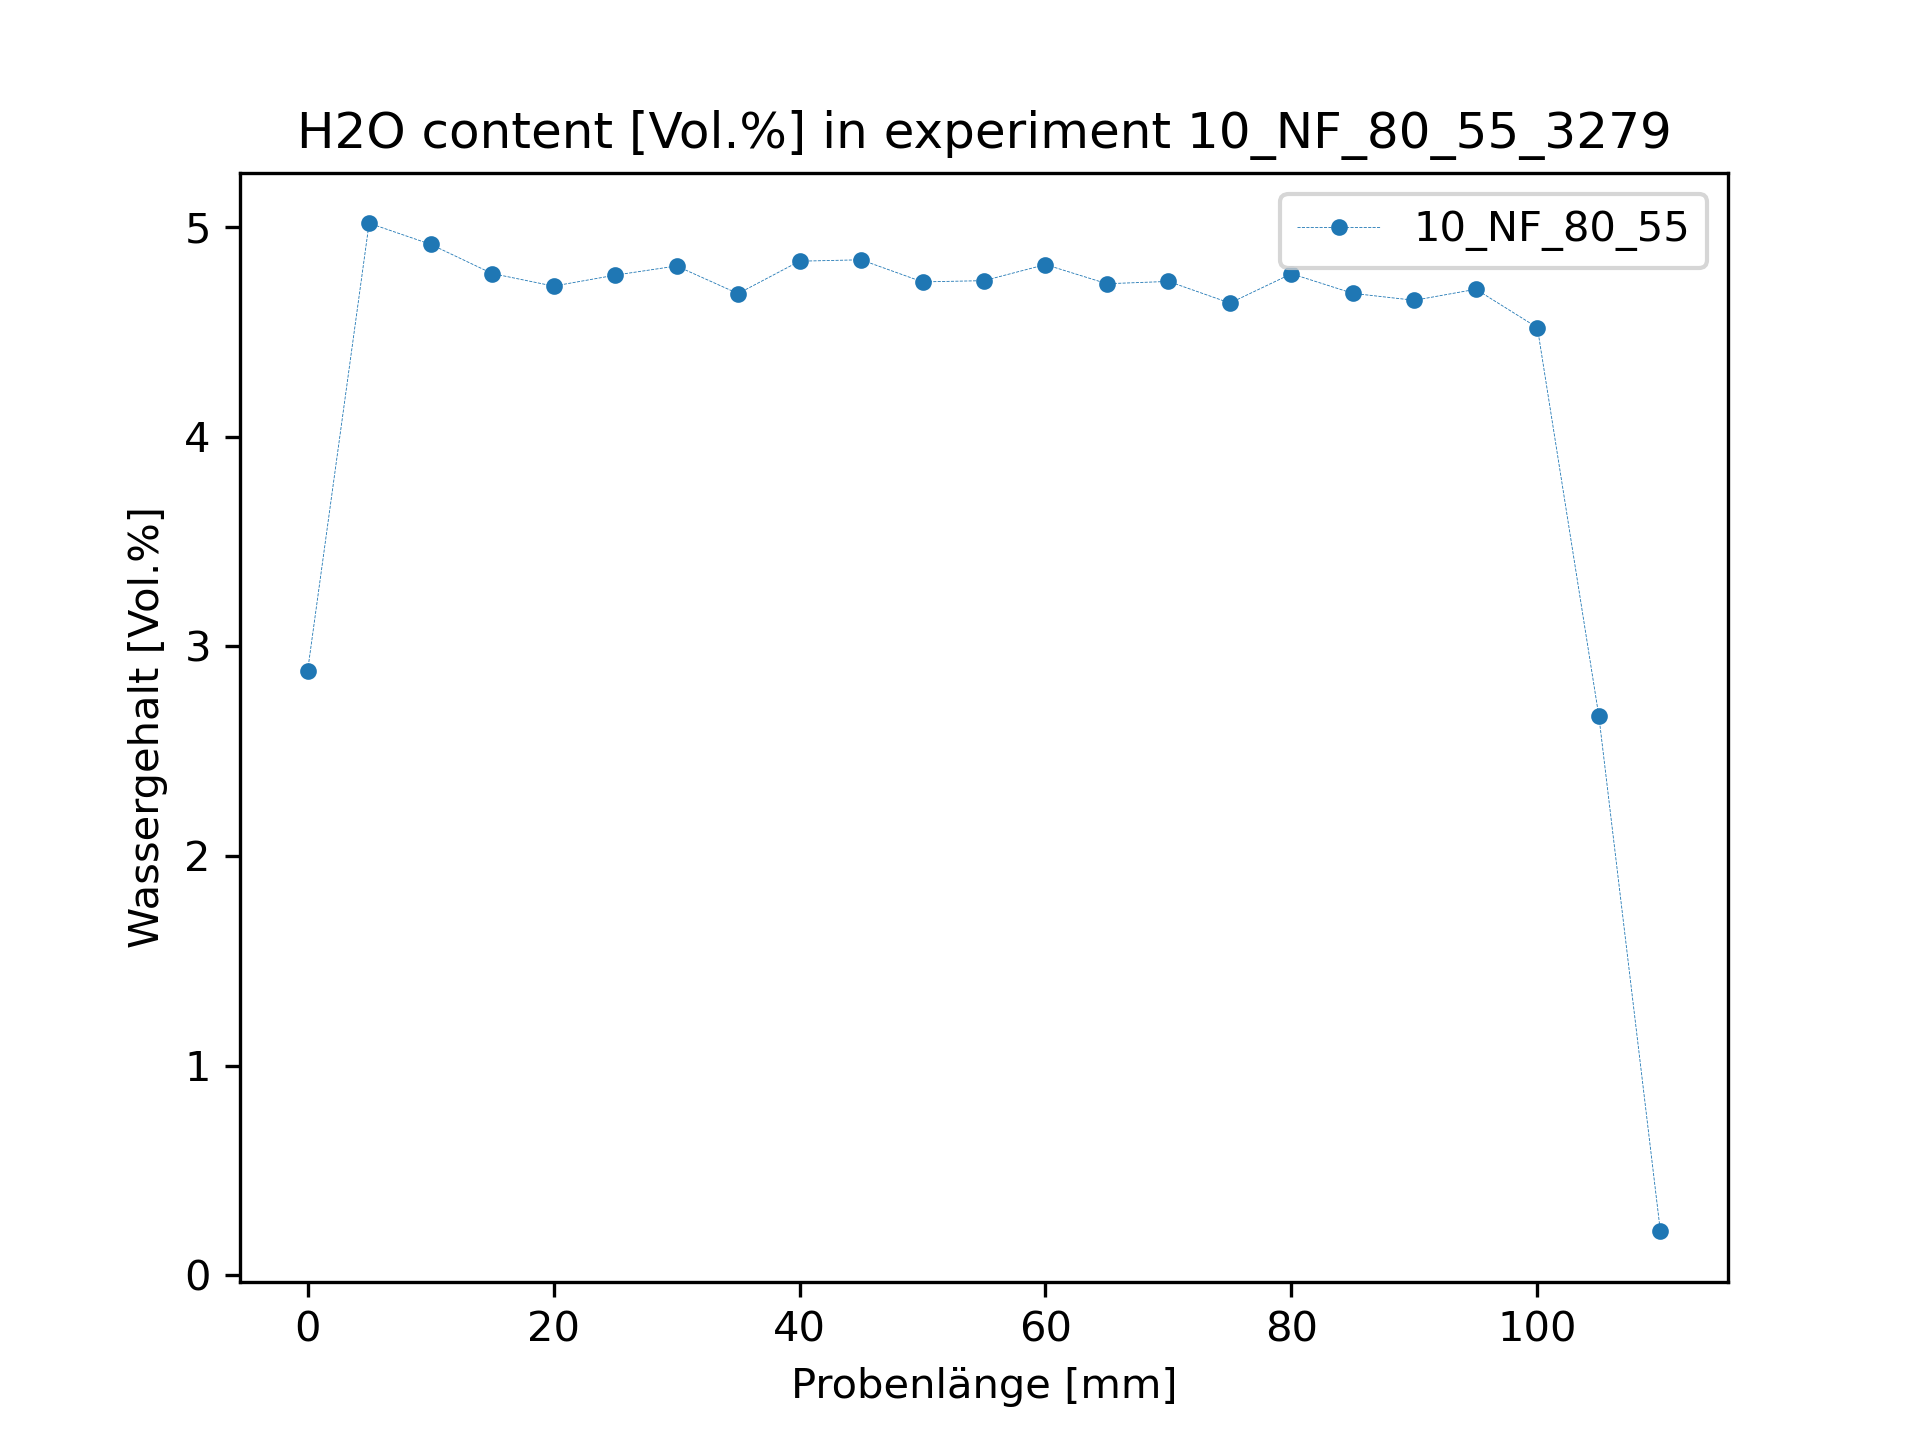 H2O content [Vol.%] in experiment 10_NF_80_55_3279
10_NF_80_55
Wassergehalt [Vol.%]
5
4
3
2
1
0
0 20 40 60 80 100
Probenlänge [mm]